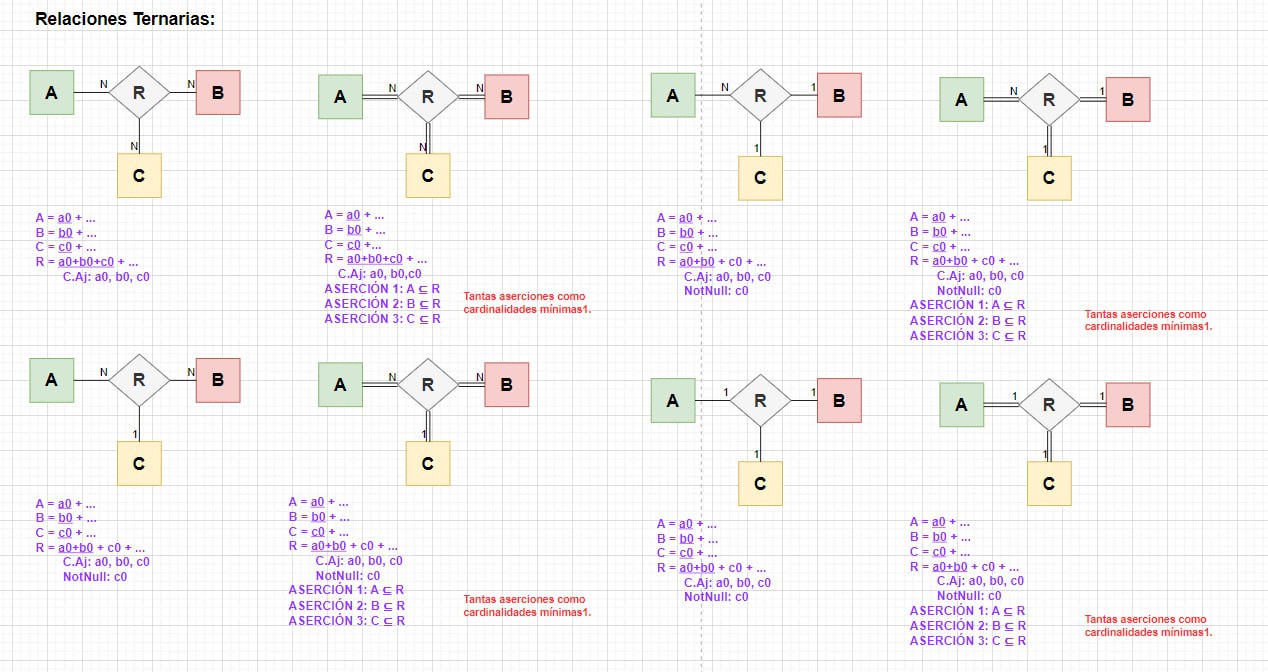 Relaciones Ternarias:
A
N
R
N
B
N
C
A = a0 + ...
B = b0 + ...
C = c0 + ...
R = a0+b0+c0 + ...
C.Aj: a0, b0, c0
A
N
R
N
B
N
C
A = a0 + ...
B = b0 + ...
C = c0 +...
R = a0+b0+c0 + ...
C.Aj: a0, b0,c0
ASERCIÓN 1: A ⊆ R
ASERCIÓN 2: B ⊆ R
ASERCIÓN 3: C ⊆ R
Tantas aserciones como
cardinalidades mínimas1.
A
N
R
1
B
1
C
A = a0 + ...
B = b0 + ...
C = c0 + ...
R = a0+b0 + c0 + ...
C.Aj: a0, b0, c0
NotNull: c0
A
N
R
1
B
1
C
A = a0 + ...
B = b0 + ...
C = c0 + ...
R = a0+b0 + c0 + ...
C.Aj: a0, b0, c0
NotNull: c0
ASERCIÓN 1: A ⊆ R
ASERCIÓN 2: B ⊆ R
ASERCIÓN 3: C ⊆ R
Tantas aserciones como
cardinalidades mínimas1.
A
N
R
N
B
1
C
A = a0 + ...
B = b0 + ...
C = c0 + ...
R = a0+b0 + c0 + ...
C.Aj: a0, b0, c0
NotNull: c0
A
N
R
N
B
1
C
A = a0 + ...
B = b0 + ...
C = c0 + ...
R = a0+b0 + c0 + ...
C.Aj: a0, b0, c0
NotNull: c0
ASERCIÓN 1: A ⊆ R
ASERCIÓN 2: B ⊆ R
ASERCIÓN 3: C ⊆ R
Tantas aserciones como
cardinalidades mínimas1.
A
1
R
1
B
1
C
A = a0 + ...
B = b0 + ...
C = c0 + ...
R = a0+b0 + c0 + ...
C.Aj: a0, b0, c0
NotNull: c0
A
1
R
1
B
1
C
A = a0 + ...
B = b0 + ...
C = c0 + ...
R = a0+b0 + c0 + ...
C.Aj: a0, b0, c0
NotNull: c0
ASERCIÓN 1: A ⊆ R
ASERCIÓN 2: B ⊆ R
ASERCIÓN 3: C ⊆ R
Tantas aserciones como
cardinalidades mínimas1.